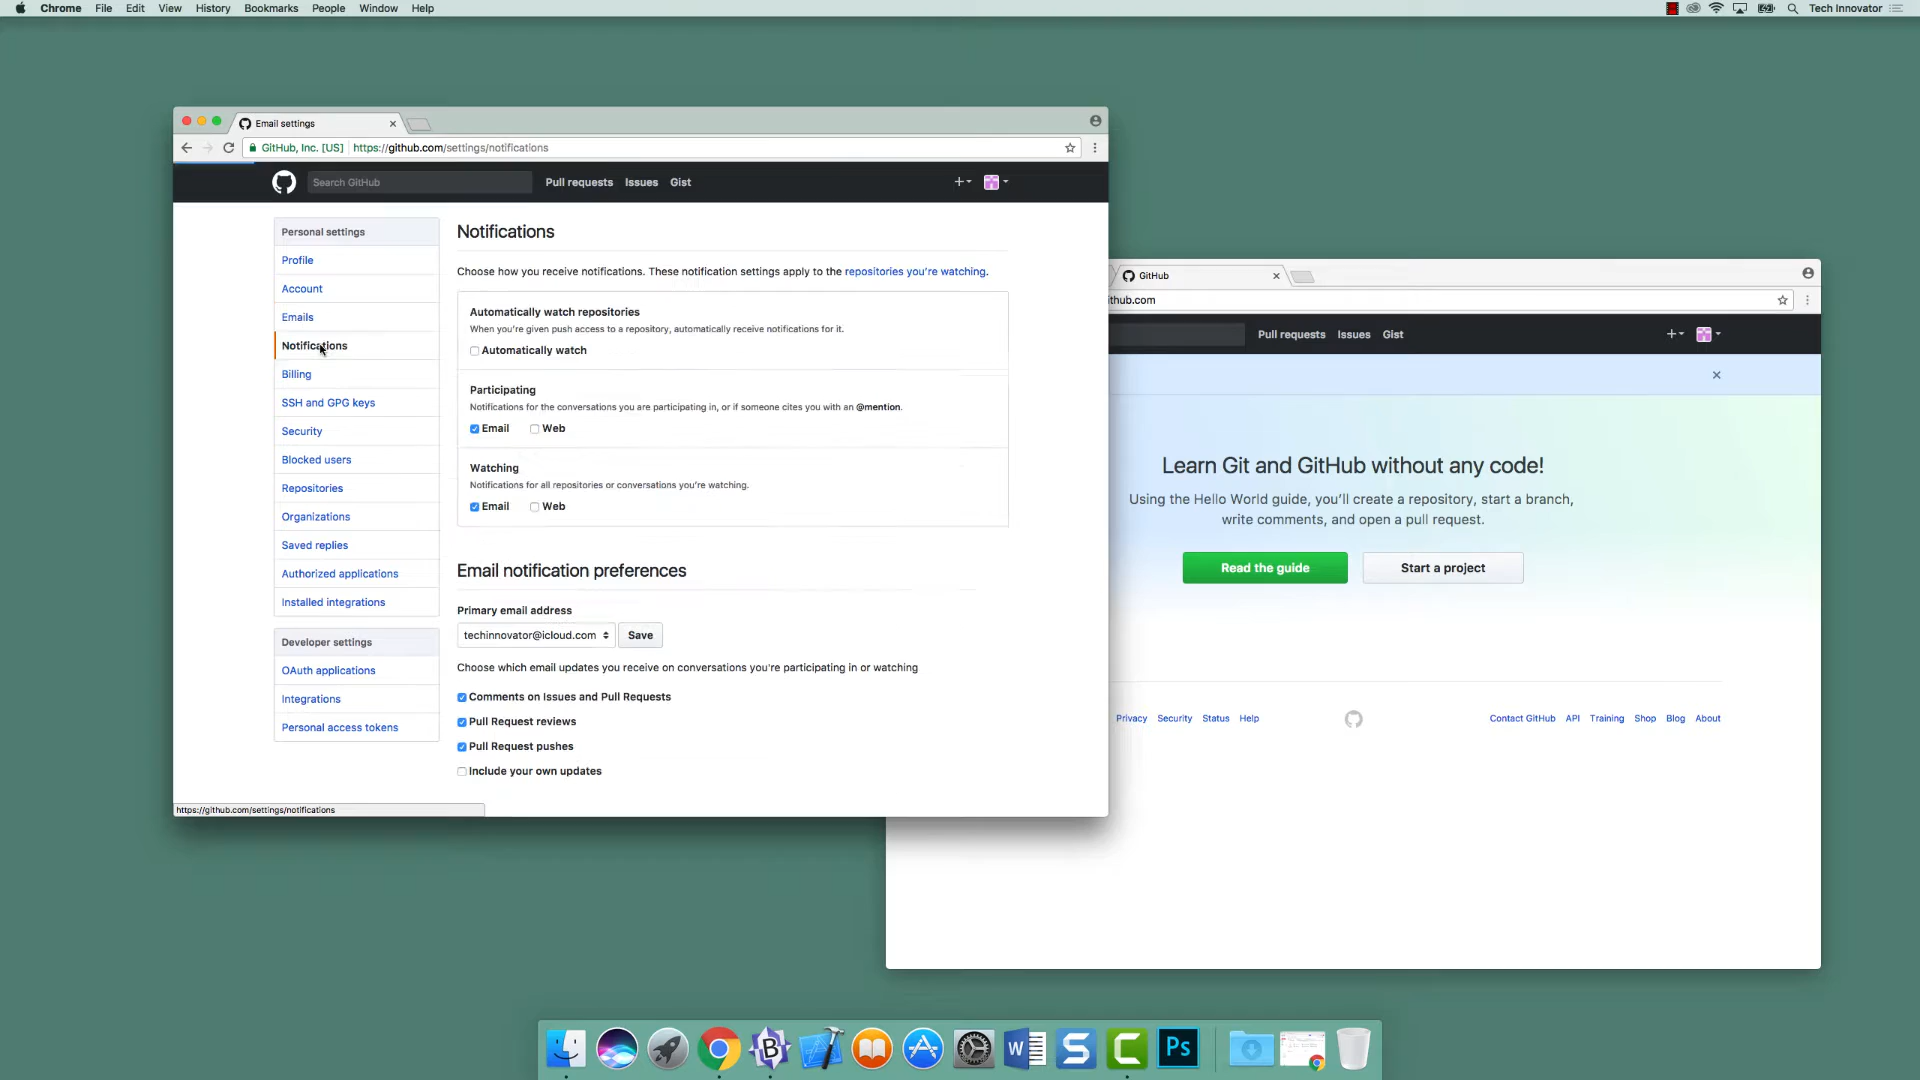 Chrome File Edit View History Bookmarks People Window Help Tech Innovator
Email settings
GitHub, Inc. [US] https://github.com/settings/notifications
Search GitHub Pull requests Issues Gist
Personal settings
Profile
Account
Emails
Notifications
Billing
SSH and GPG keys
Security
Blocked users
Repositories
Organizations
Saved replies
Authorized applications
Installed integrations
Developer settings
OAuth applications
Integrations
Personal access tokens
Notifications
Choose how you receive notifications. These notification settings apply to the repositories you're watching.
Automatically watch repositories
When you're given push access to a repository, automatically receive notifications for it.
Automatically watch
Participating
Notifications for the conversations you are participating in, or if someone cites you with an @mention.
Email Web
Watching
Notifications for all repositories or conversations you're watching.
Email Web
Email notification preferences
Primary email address
techinnovator@icloud.com Save
Choose which email updates you receive on conversations you're participating in or watching
Comments on Issues and Pull Requests
Pull Request reviews
Pull Request pushes
Include your own updates
https://github.com/settings/notifications
GitHub
ithub.com
Pull requests Issues Gist
Learn Git and GitHub without any code!
Using the Hello World guide, you'll create a repository, start a branch,
write comments, and open a pull request.
Read the guide Start a project
Privacy Security Status Help Contact GitHub API Training Shop Blog About
B W S C Ps